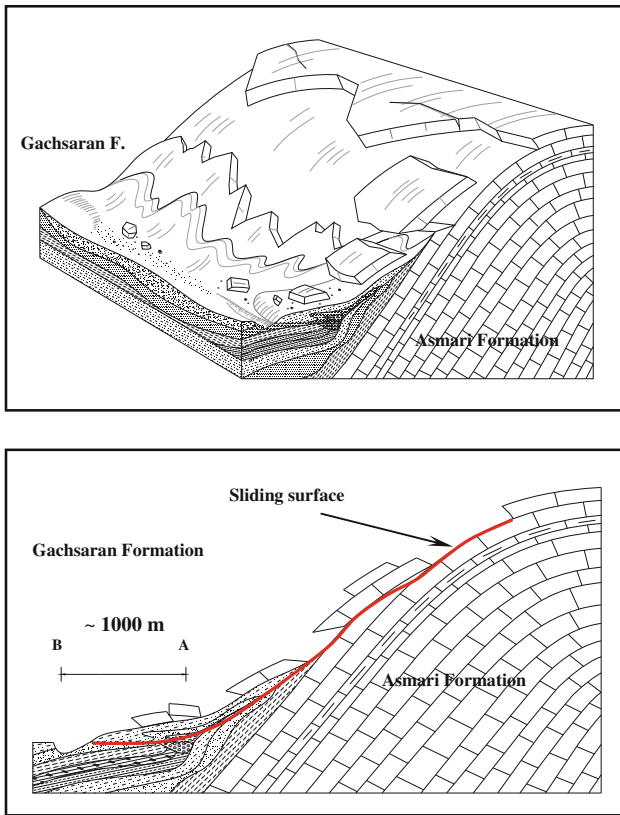 Gachsaran F.
Asmari Formation
Sliding surface
Gachsaran Formation
~ 1000 m
B A
Asmari Formation